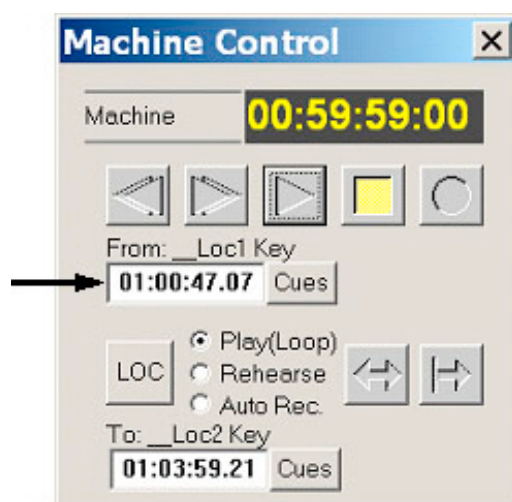 Machine Control
Machine 00:59:59:00
From: __Loc1 Key
01:00:47.07 Cues
Play(Loop)
LOC Rehearse
Auto Rec.
To: __Loc2 Key
01:03:59.21 Cues